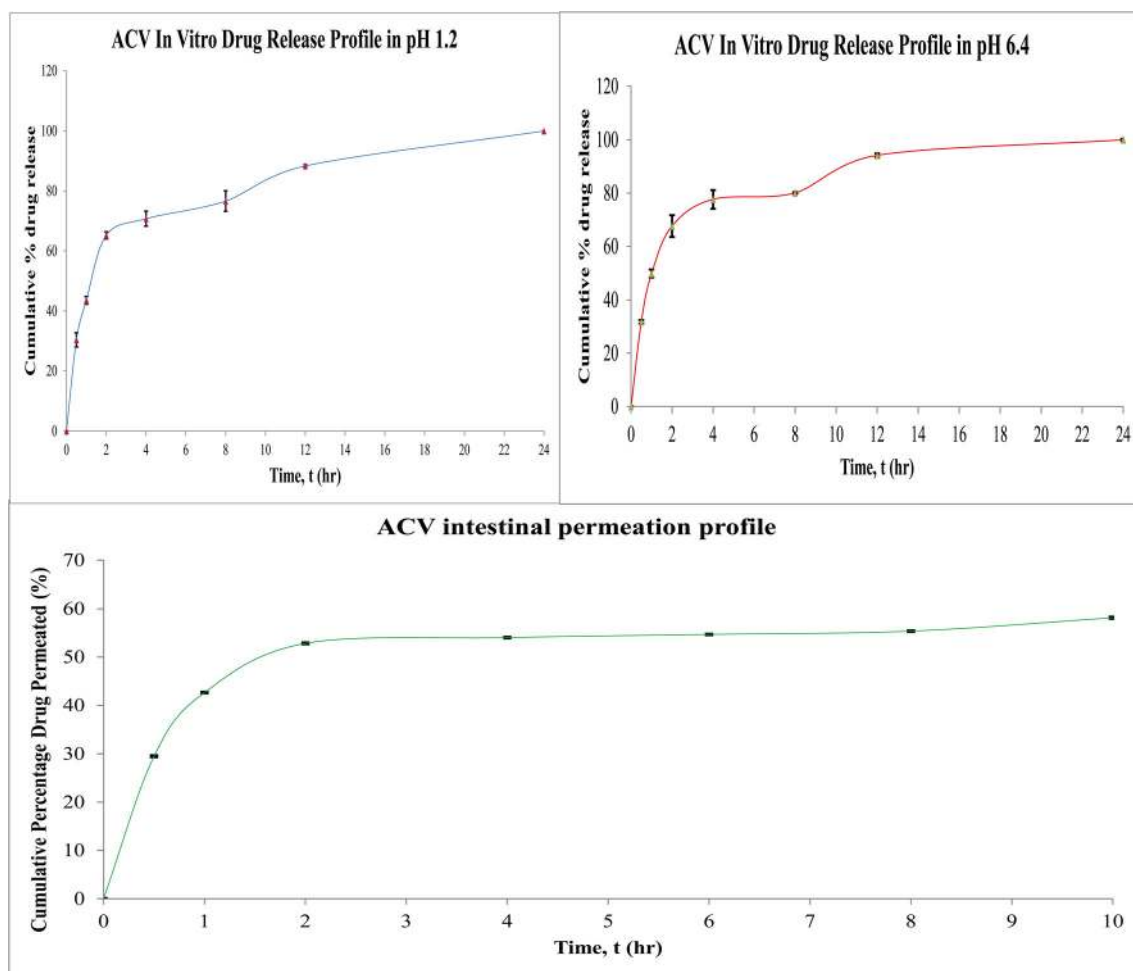 ACV In Vitro Drug Release Profile in pH 1.2
120
100
80
60
40
20
0
Cumulative % drug release
0 2 4 6 8 10 12 14 16 18 20 22 24
Time, t (hr)
ACV In Vitro Drug Release Profile in pH 6.4
120
100
80
60
40
20
0
Cumulative % drug release
0 2 4 6 8 10 12 14 16 18 20 22 24
Time, t (hr)
ACV intestinal permeation profile
70
60
50
40
30
20
10
0
Cumulative Percentage Drug Permeated (%)
0 1 2 3 4 5 6 7 8 9 10
Time, t (hr)